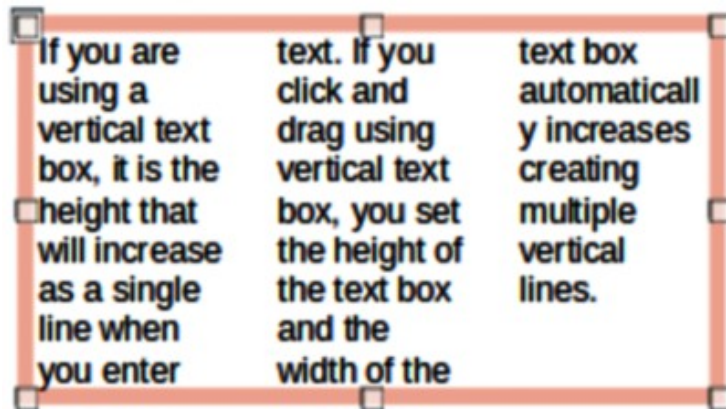 If you are
using a
vertical text
box, it is the
height that
will increase
as a single
line when
you enter
text. If you
click and
drag using
vertical text
box, you set
the height of
the text box
and the
width of the
text box
automaticall
y increases
creating
multiple
vertical
lines.